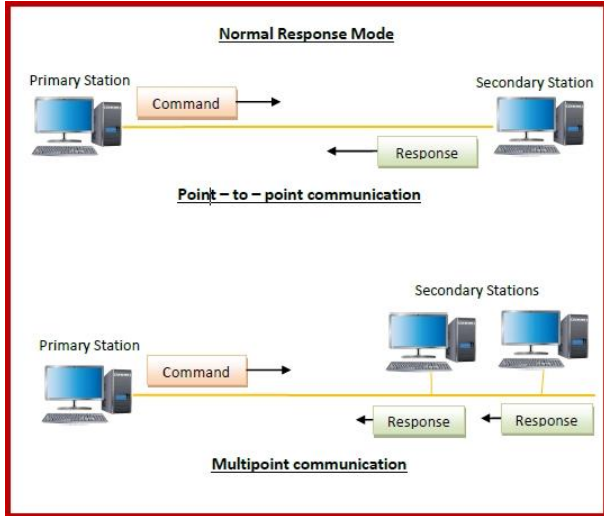 Normal Response Mode
Primary Station
Secondary Station
Command
Response
Point – to – point communication
Secondary Stations
Primary Station
Command
Response
Response
Multipoint communication